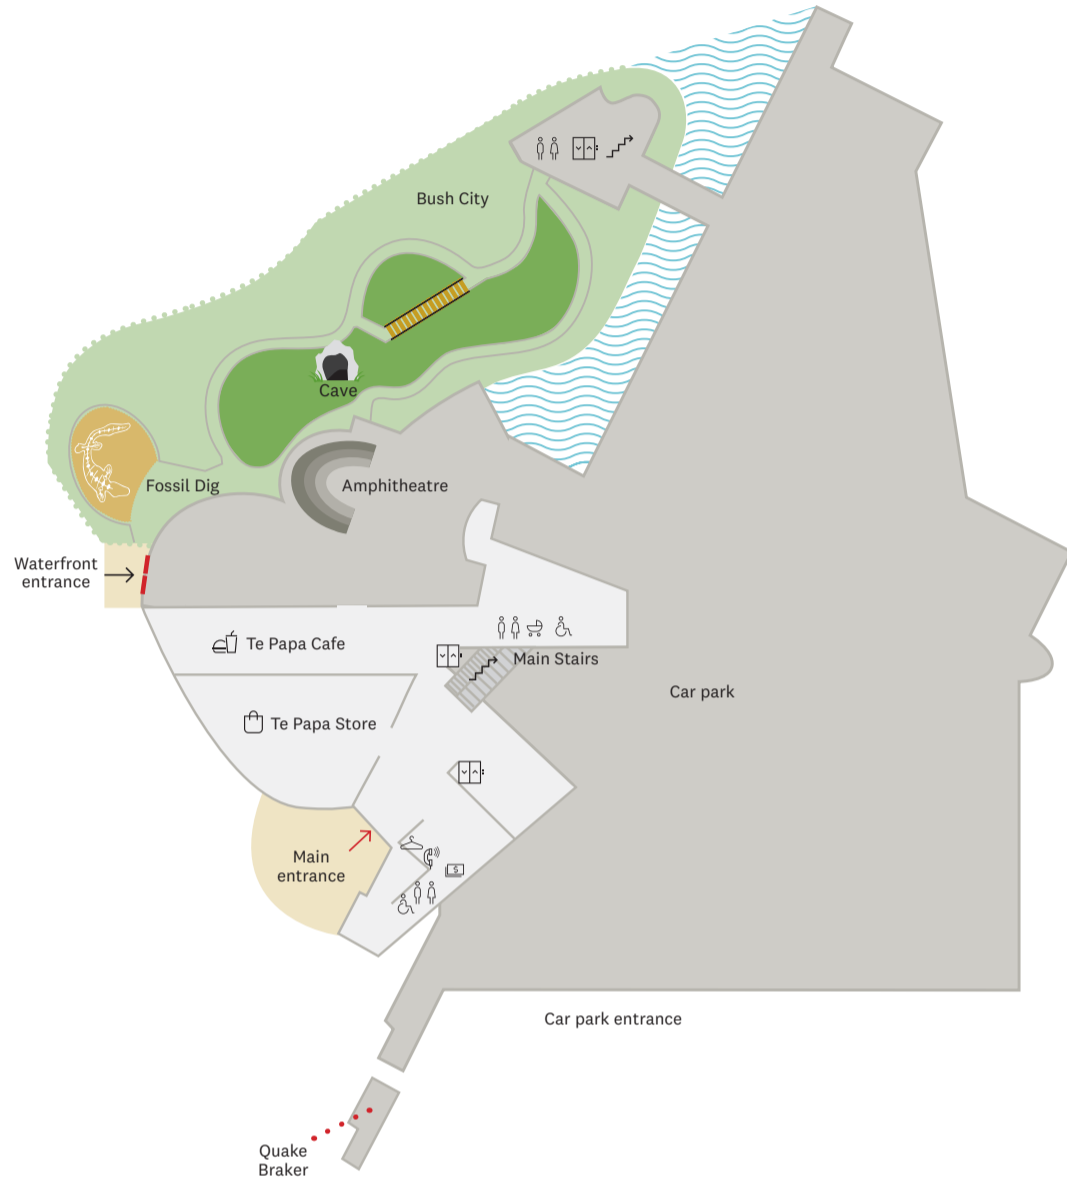 Bush City
Cave
Fossil Dig
Amphitheatre
Waterfront
entrance
Te Papa Cafe
Main Stairs
Car park
Te Papa Store
Main
entrance
$
Car park entrance
Quake
Braker